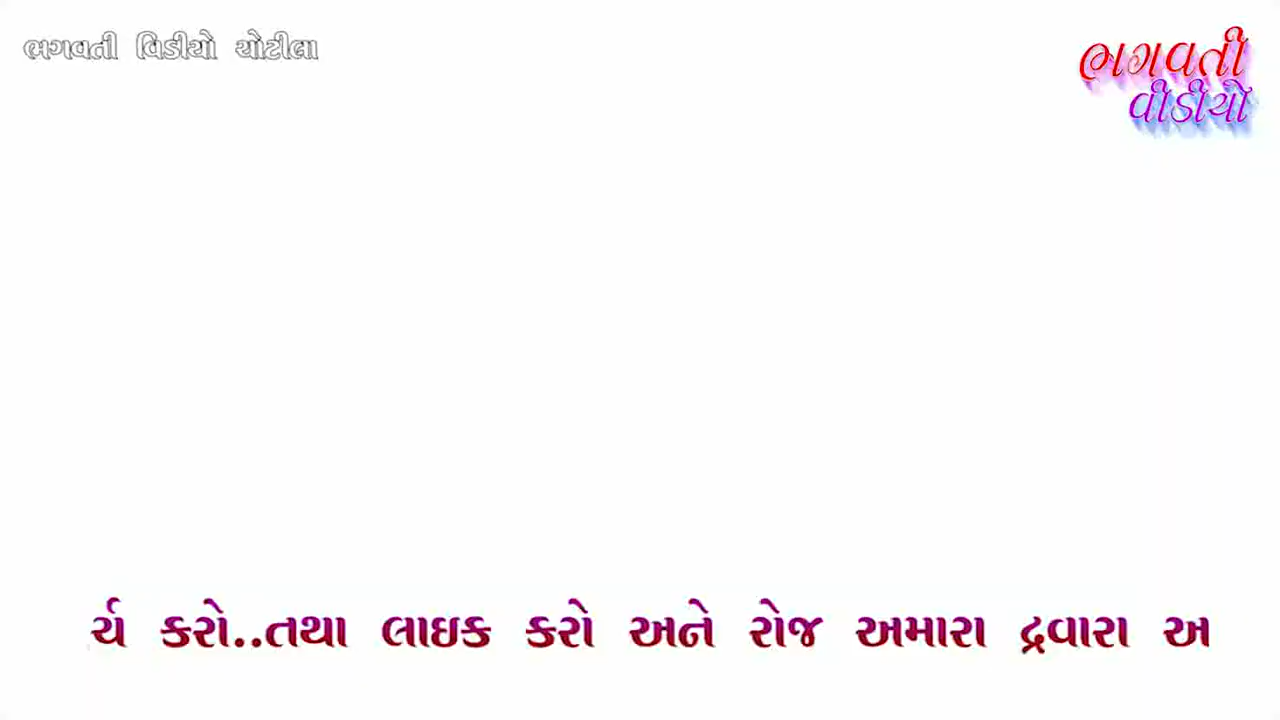 ભગવતી વિડીયો ચોટીલા
ભગવતી
વીડીયો
ર્ચ કરો..તથા લાઇક કરો અને રોજ અમારા દ્રવારા અ